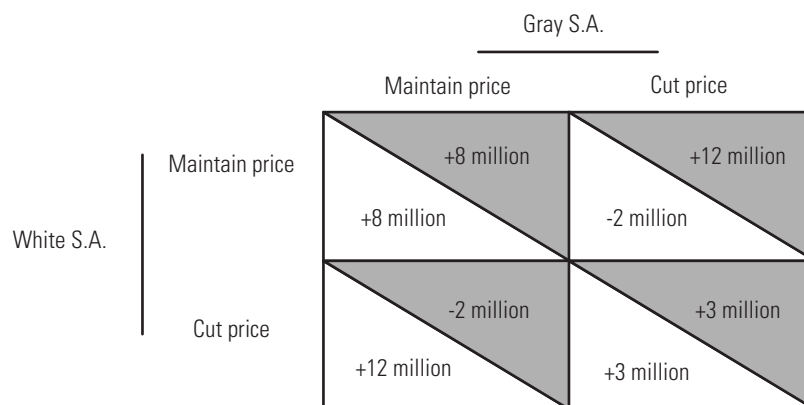 Gray S.A.
Maintain price
Cut price
Maintain price
+8 million
+12 million
+8 million
-2 million
White S.A.
Cut price
-2 million
+3 million
+12 million
+3 million